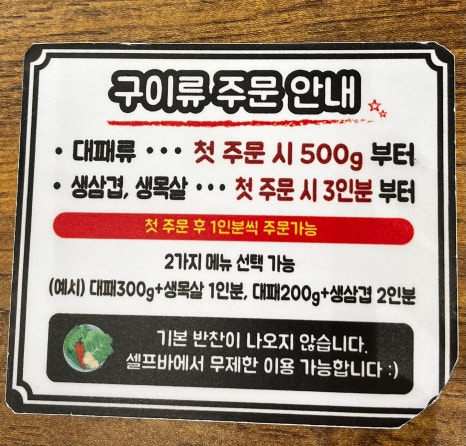 구이류 주문 안내
• 대패류 ••• 첫 주문 시 500g 부터
• 생삼겹, 생목살 ••• 첫 주문 시 3인분 부터
첫 주문 후 1인분씩 주문가능
2가지 메뉴 선택 가능
(예시) 대패300g+생목살 1인분, 대패200g+생삼겹 2인분
기본 반찬이 나오지 않습니다.
셀프바에서 무제한 이용 가능합니다 :)